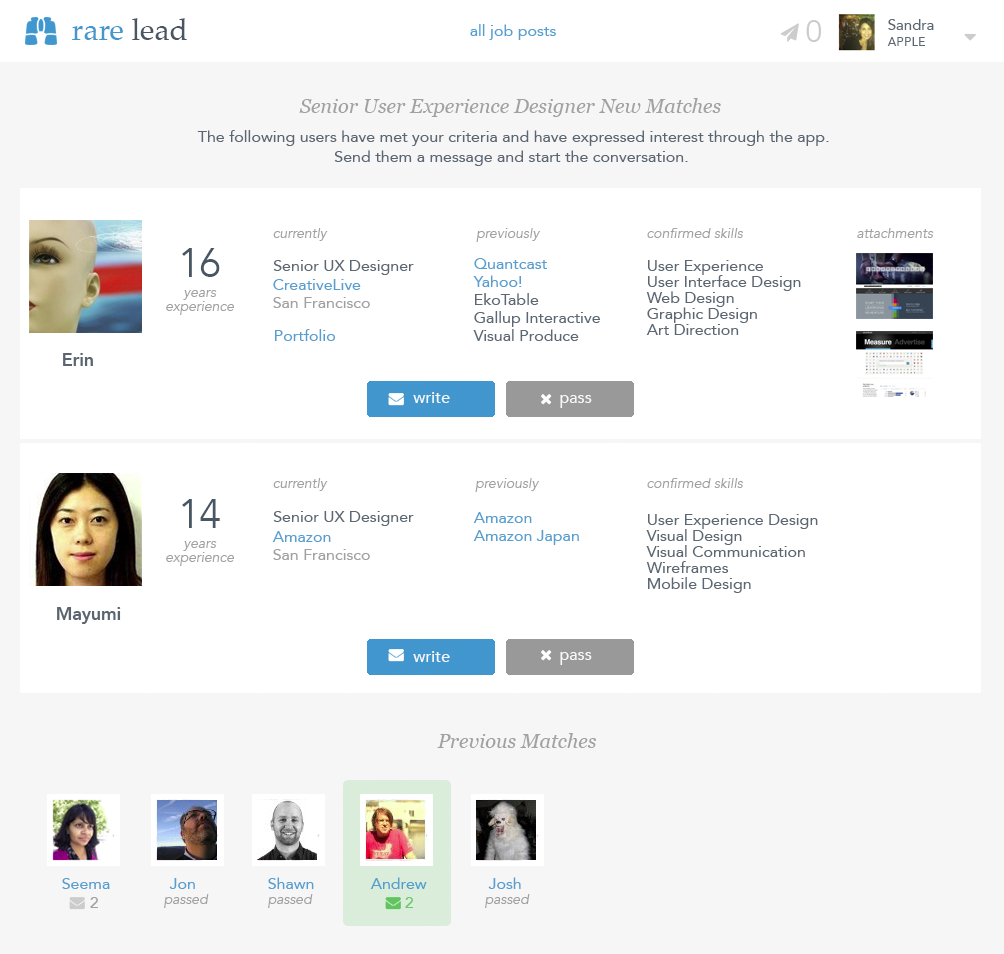 rare lead
all job posts
0
Sandra
APPLE
Senior User Experience Designer New Matches
The following users have met your criteria and have expressed interest through the app.
Send them a message and start the conversation.
Erin
16
years
experience
currently
Senior UX Designer
CreativeLive
San Francisco
Portfolio
previously
Quantcast
Yahoo!
EkoTable
Gallup Interactive
Visual Produce
confirmed skills
User Experience
User Interface Design
Web Design
Graphic Design
Art Direction
attachments
Measure Advertise
write
pass
Mayumi
14
years
experience
currently
Senior UX Designer
Amazon
San Francisco
previously
Amazon
Amazon Japan
confirmed skills
User Experience Design
Visual Design
Visual Communication
Wireframes
Mobile Design
write
pass
Previous Matches
Seema
2
Jon
passed
Shawn
passed
Andrew
2
Josh
passed